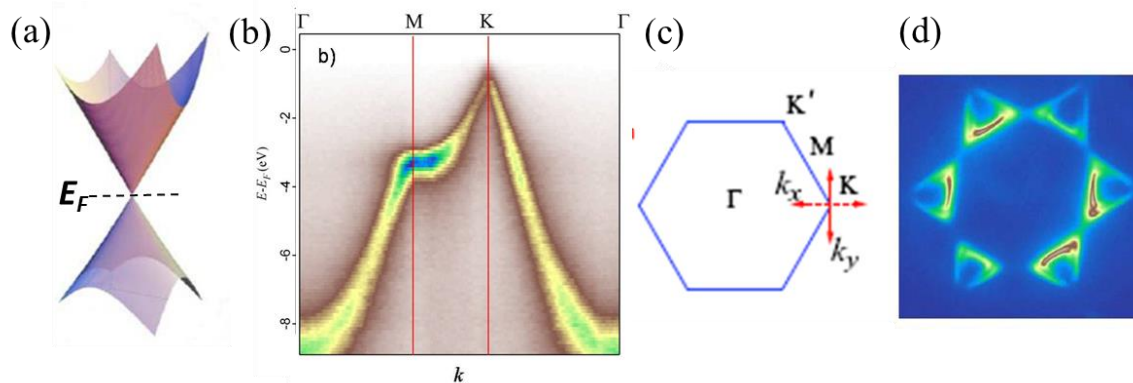 (a)
E_F
(b)
Γ M K Γ
b)
E-E_F (eV)
0
-2
-4
-6
-8
k
(c)
K'
M
Γ
k_x
K
k_y
(d)